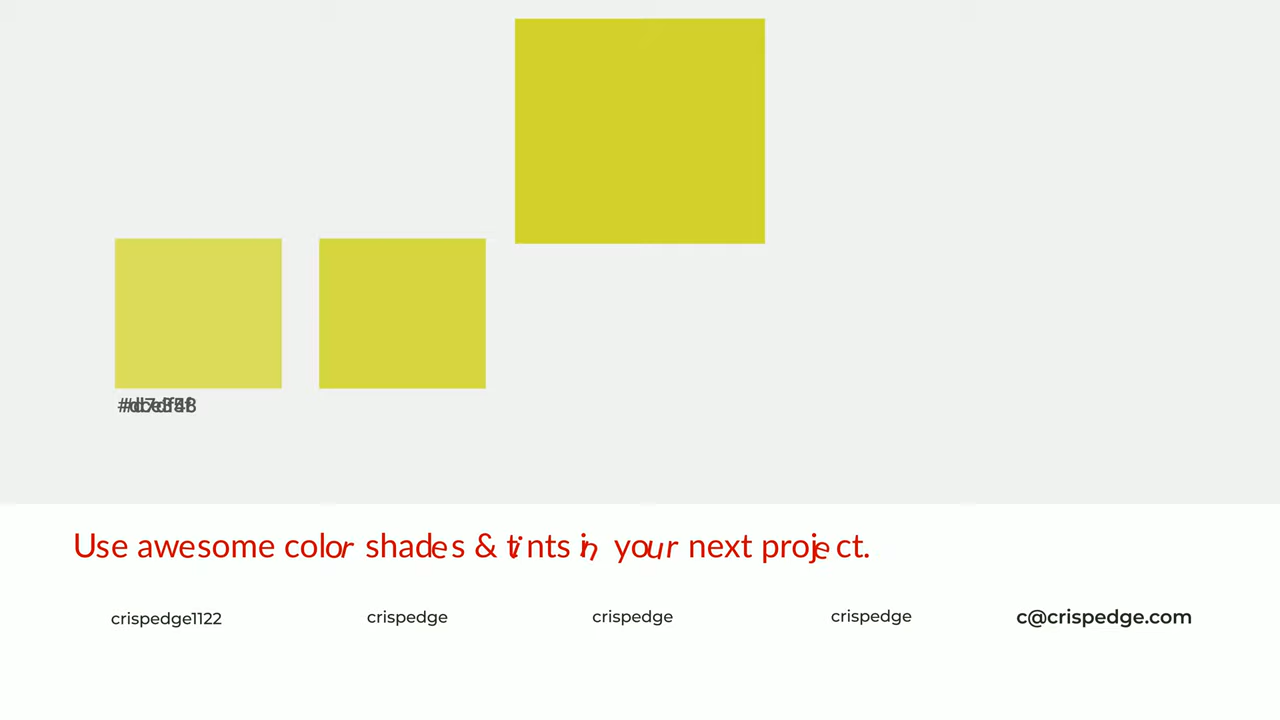 Use awesome color shades & tints in your next project.
crispedge1122 crispedge crispedge crispedge c@crispedge.com